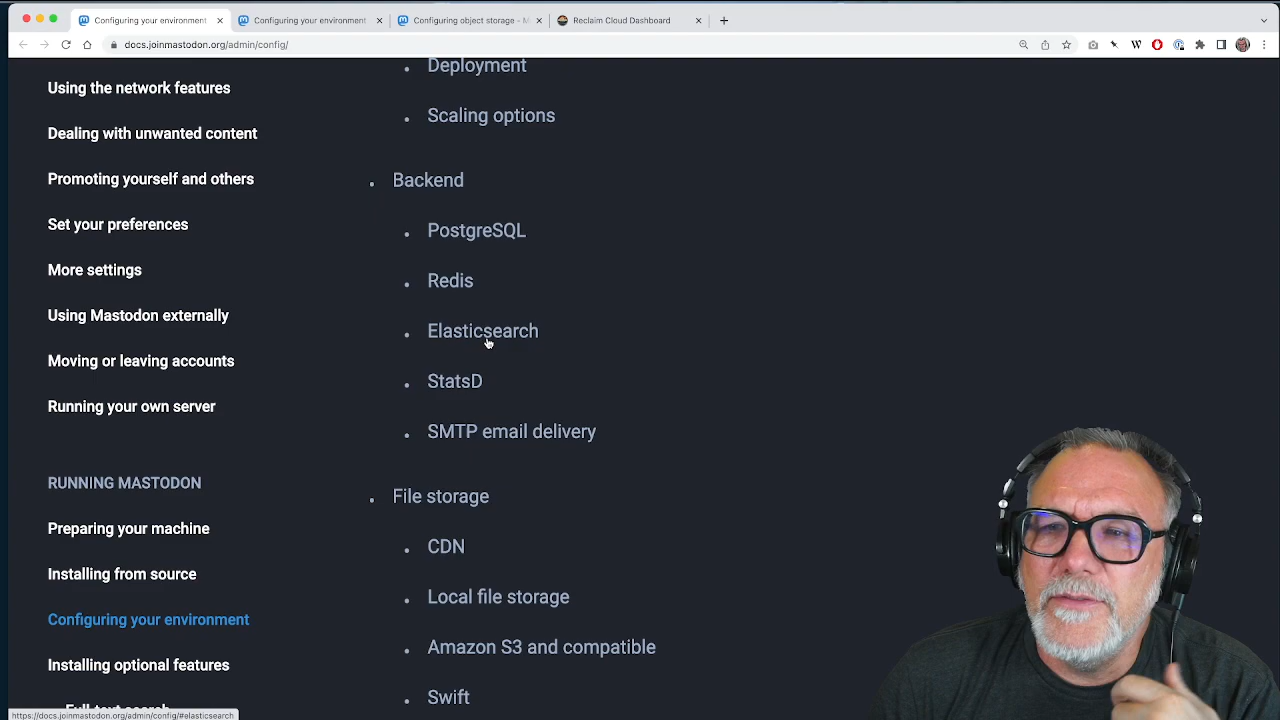 Configuring your environment
Configuring your environment
Configuring object storage - M
Reclaim Cloud Dashboard
docs.joinmastodon.org/admin/config/
Using the network features
Dealing with unwanted content
Promoting yourself and others
Set your preferences
More settings
Using Mastodon externally
Moving or leaving accounts
Running your own server
RUNNING MASTODON
Preparing your machine
Installing from source
Configuring your environment
Installing optional features
Full-text search
Deployment
Scaling options
Backend
PostgreSQL
Redis
Elasticsearch
StatsD
SMTP email delivery
File storage
CDN
Local file storage
Amazon S3 and compatible
Swift
https://docs.joinmastodon.org/admin/config/#elasticsearch